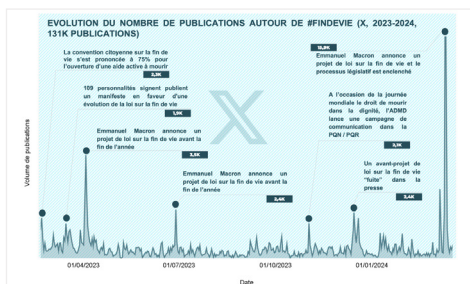 EVOLUTION DU NOMBRE DE PUBLICATIONS AUTOUR DE #FINDEVIE (X, 2023-2024,
131K PUBLICATIONS)
La convention citoyenne sur la fin
de vie s'est prononcée à 75% pour
l'ouverture d'une aide active à mourir
109 personnalités signent publient
un manifeste en faveur d'une
évolution de la loi sur la fin de vie
1,9K
Emmanuel Macron annonce un
projet de loi sur la fin de vie avant la
fin de l'année
Emmanuel Macron annonce un
projet de loi sur la fin de vie avant la
fin de l'année
2,4K
Emmanuel Macron annonce un
projet de loi sur la fin de vie et le
processus législatif est enclenché
A l'occasion de la journée
mondiale le droit de mourir
dans la dignité, l'ADMD
lance une campagne de
communication dans la
PQN / PQR
Un avant-projet de
loi sur la fin de vie
"fuite" dans la
presse
2,4K
Volume de publications
01/04/2023
01/07/2023
01/10/2023
01/01/2024
Date